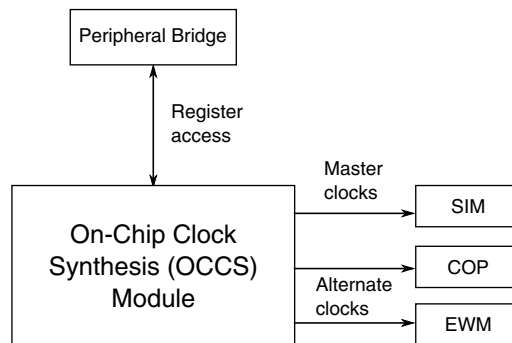 Peripheral Bridge
Register
access
Master
clocks
SIM
On-Chip Clock
Synthesis (OCCS)
Module
COP
Alternate
clocks
EWM